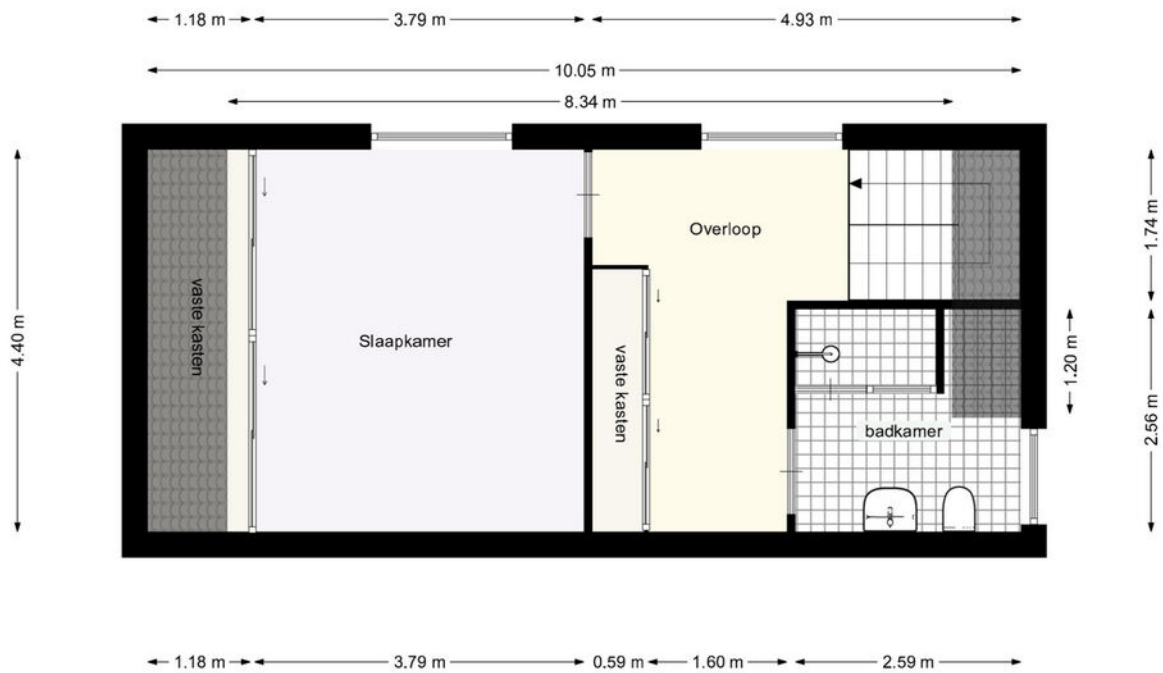 1.18 m
3.79 m
4.93 m
10.05 m
8.34 m
4.40 m
vaste kasten
Slaapkamer
vaste kasten
Overloop
badkamer
1.74 m
1.20 m
2.56 m
1.18 m
3.79 m
0.59 m
1.60 m
2.59 m